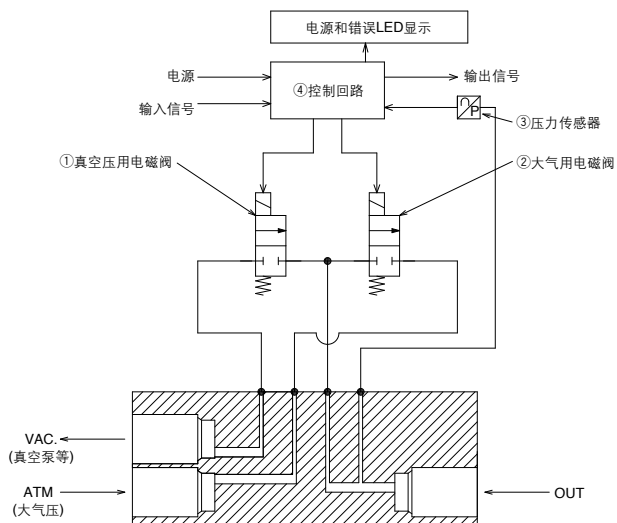 电源和错误LED显示
电源
④控制回路
输出信号
输入信号
P
③压力传感器
①真空压用电磁阀
②大气用电磁阀
VAC.
(真空泵等)
ATM
(大气压)
OUT